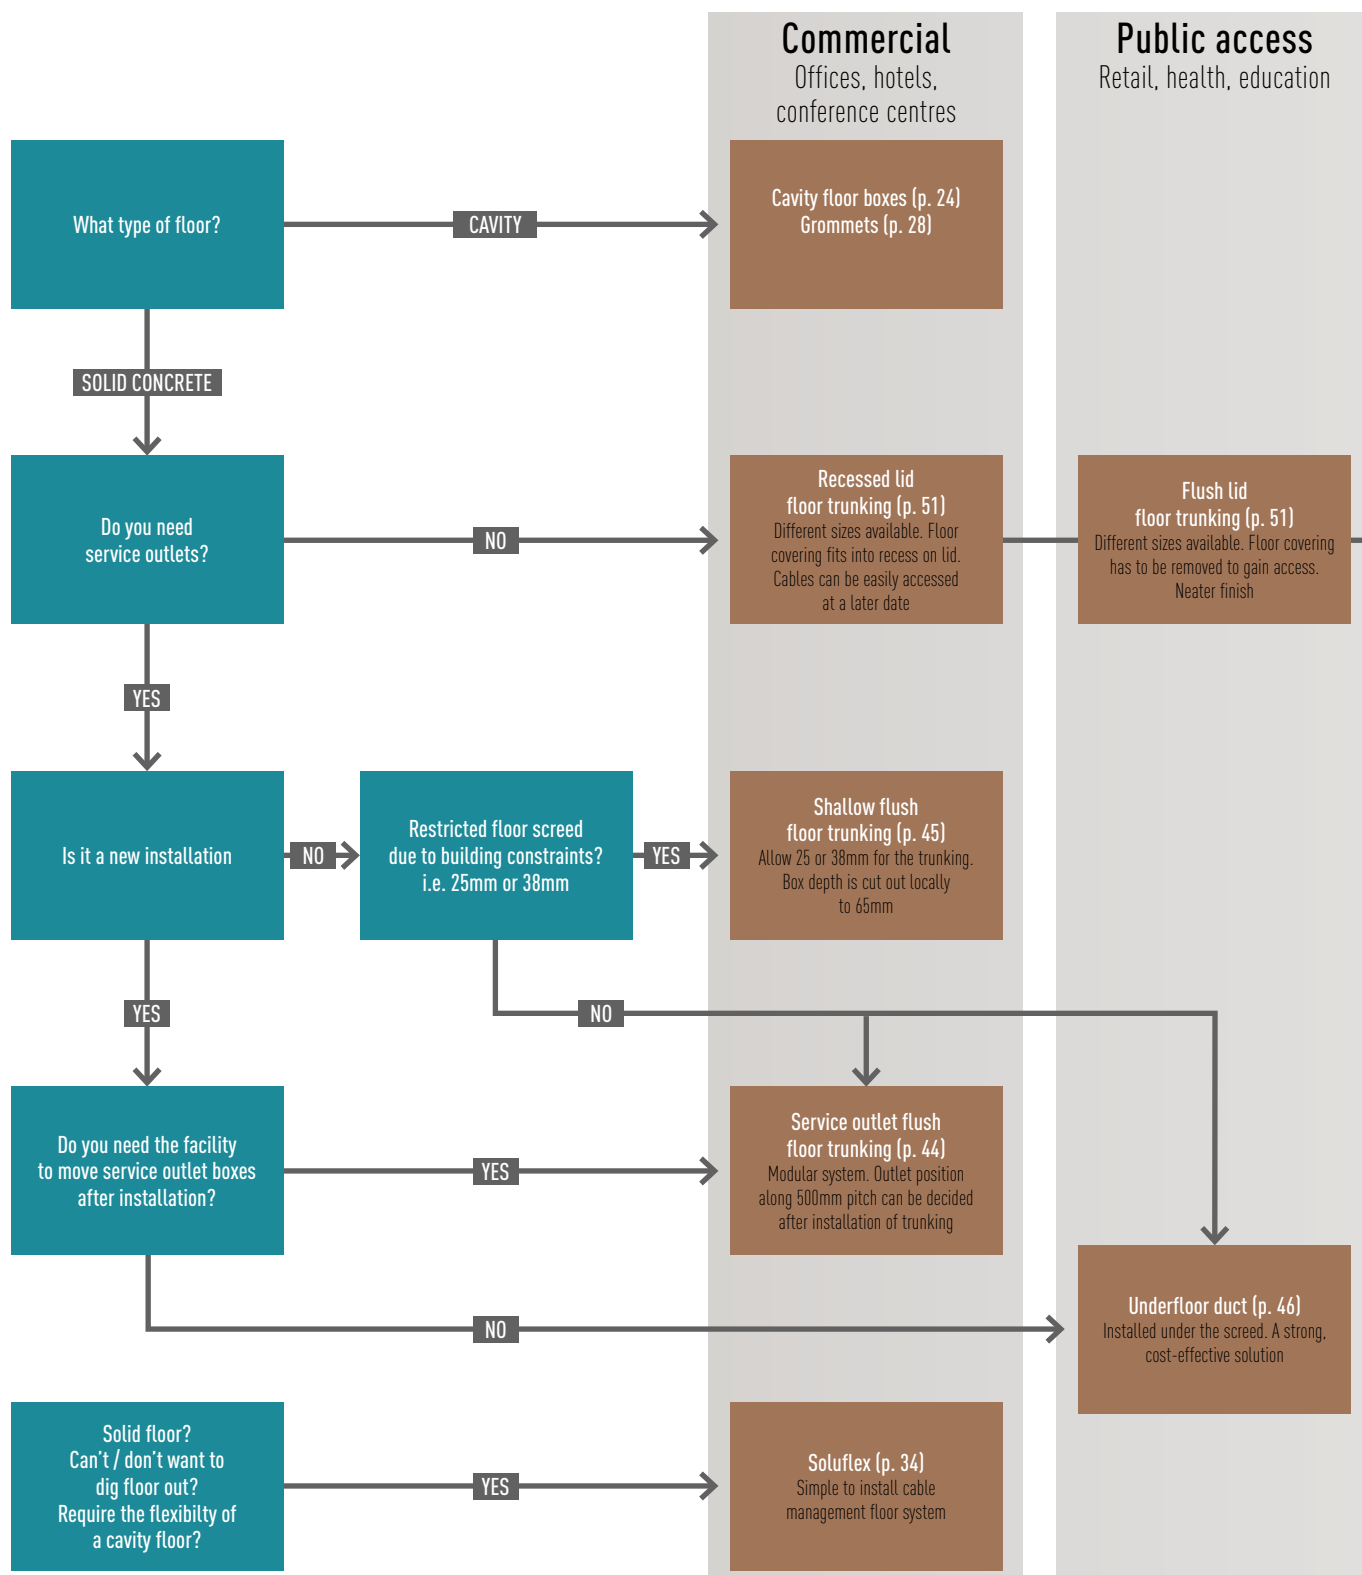 Commercial
Offices, hotels,
conference centres
Public access
Retail, health, education
What type of floor?
CAVITY
Cavity floor boxes (p. 24)
Grommets (p. 28)
SOLID CONCRETE
Do you need
service outlets?
NO
Recessed lid
floor trunking (p. 51)
Different sizes available. Floor
covering fits into recess on lid.
Cables can be easily accessed
at a later date
Flush lid
floor trunking (p. 51)
Different sizes available. Floor covering
has to be removed to gain access.
Neater finish
YES
Is it a new installation
NO
Restricted floor screed
due to building constraints?
i.e. 25mm or 38mm
YES
Shallow flush
floor trunking (p. 45)
Allow 25 or 38mm for the trunking.
Box depth is cut out locally
to 65mm
YES
NO
Do you need the facility
to move service outlet boxes
after installation?
YES
Service outlet flush
floor trunking (p. 44)
Modular system. Outlet position
along 500mm pitch can be decided
after installation of trunking
NO
Underfloor duct (p. 46)
Installed under the screed. A strong,
cost-effective solution
Solid floor?
Can't / don't want to
dig floor out?
Require the flexibilty of
a cavity floor?
YES
Soluflex (p. 34)
Simple to install cable
management floor system